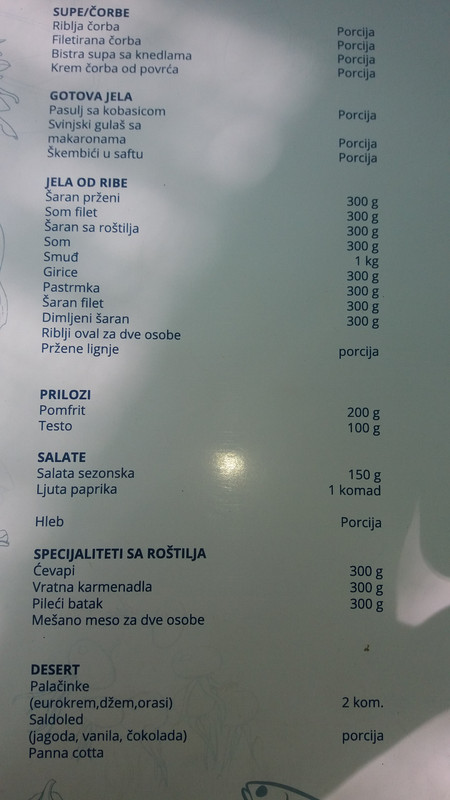 SUPE/ČORBE
Riblja čorba Porcija
Filetirana čorba Porcija
Bistra supa sa knedlama Porcija
Krem čorba od povrća Porcija
GOTOVA JELA
Pasulj sa kobasicom Porcija
Svinjski gulaš sa
makaronama Porcija
Škembići u saftu Porcija
JELA OD RIBE
Šaran prženi 300 g
Som filet 300 g
Šaran sa roštilja 300 g
Som 300 g
Smuđ 1 kg
Girice 300 g
Pastrmka 300 g
Šaran filet 300 g
Dimljeni šaran 300 g
Riblji oval za dve osobe
Pržene lignje porcija
PRILOZI
Pomfrit 200 g
Testo 100 g
SALATE
Salata sezonska 150 g
Ljuta paprika 1 komad
Hleb Porcija
SPECIJALITETI SA ROŠTILJA
Ćevapi 300 g
Vratna karmenadla 300 g
Pileći batak 300 g
Mešano meso za dve osobe
DESERT
Palačinke
(eurokrem,džem,orasi) 2 kom.
Saldoled
(jagoda, vanila, čokolada) porcija
Panna cotta